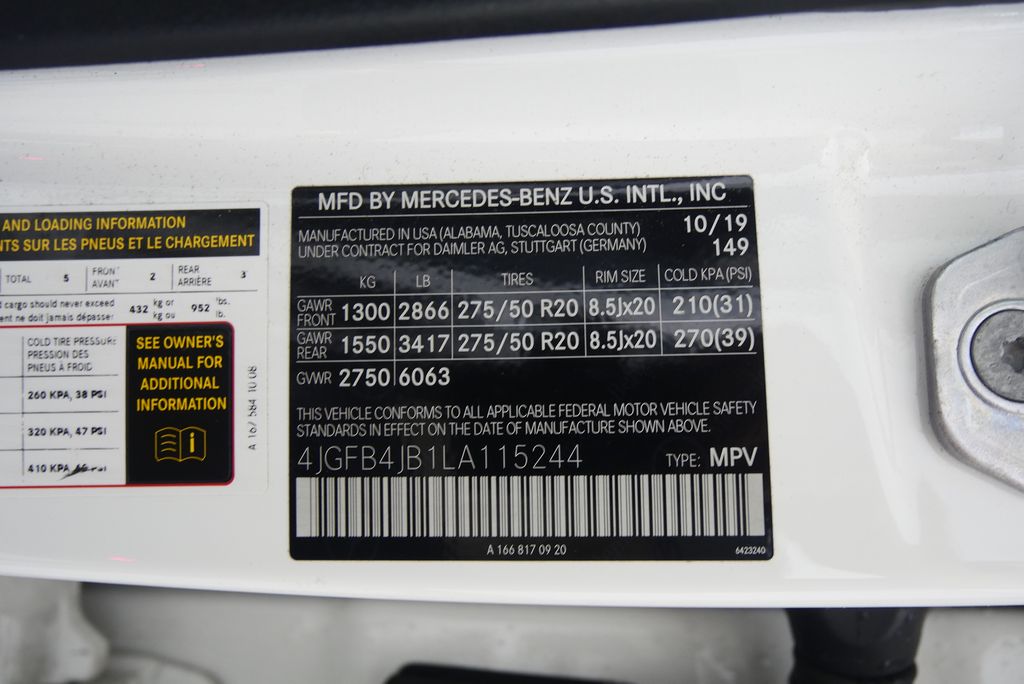 AND LOADING INFORMATION
NTS SUR LES PNEUS ET LE CHARGEMENT
TOTAL 5 FRONT AVANT 2 REAR ARRIÈRE 3
cargo should never exceed 432 kg or 952 lbs.
ent ne doit jamais dépasser kg ou lb.
COLD TIRE PRESSURE
PRESSION DES
PNEUS A FROID
260 KPA, 38 PSI
320 KPA, 47 PSI
410 KPA,
SEE OWNER'S
MANUAL FOR
ADDITIONAL
INFORMATION
A 167 584 10 08
MFD BY MERCEDES-BENZ U.S. INTL., INC
MANUFACTURED IN USA (ALABAMA, TUSCALOOSA COUNTY) 10/19
UNDER CONTRACT FOR DAIMLER AG, STUTTGART (GERMANY) 149
KG LB TIRES RIM SIZE COLD KPA (PSI)
GAWR FRONT 1300 2866 275/50 R20 8.5Jx20 210(31)
GAWR REAR 1550 3417 275/50 R20 8.5Jx20 270(39)
GVWR 2750 6063
THIS VEHICLE CONFORMS TO ALL APPLICABLE FEDERAL MOTOR VEHICLE SAFETY
STANDARDS IN EFFECT ON THE DATE OF MANUFACTURE SHOWN ABOVE.
4JGFB4JB1LA115244 TYPE: MPV
A 166 817 09 20 6423240